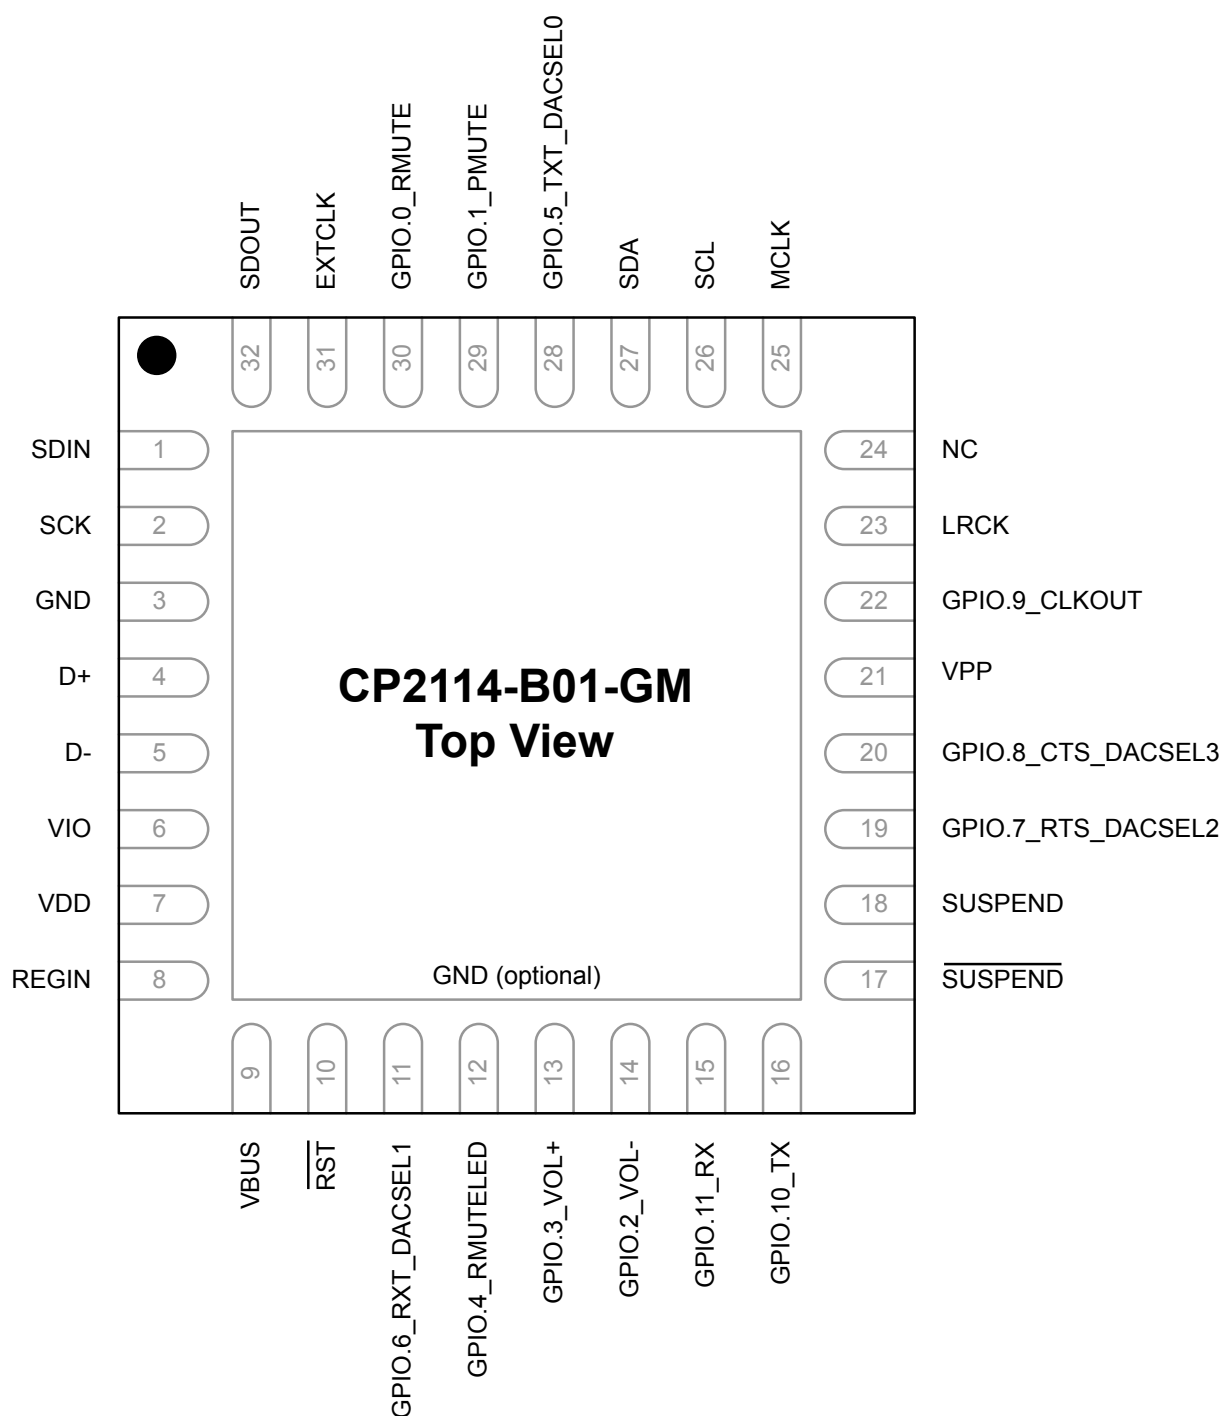 SDOUT
EXTCLK
GPIO.0_RMUTE
GPIO.1_PMUTE
GPIO.5_TXT_DACSEL0
SDA
SCL
MCLK
32
31
30
29
28
27
26
25
SDIN 1
SCK 2
GND 3
D+ 4
D- 5
VIO 6
VDD 7
REGIN 8
24 NC
23 LRCK
22 GPIO.9_CLKOUT
21 VPP
20 GPIO.8_CTS_DACSEL3
19 GPIO.7_RTS_DACSEL2
18 SUSPEND
17 SUSPEND
CP2114-B01-GM
Top View
GND (optional)
9
10
11
12
13
14
15
16
VBUS
RST
GPIO.6_RXT_DACSEL1
GPIO.4_RMUTELED
GPIO.3_VOL+
GPIO.2_VOL-
GPIO.11_RX
GPIO.10_TX